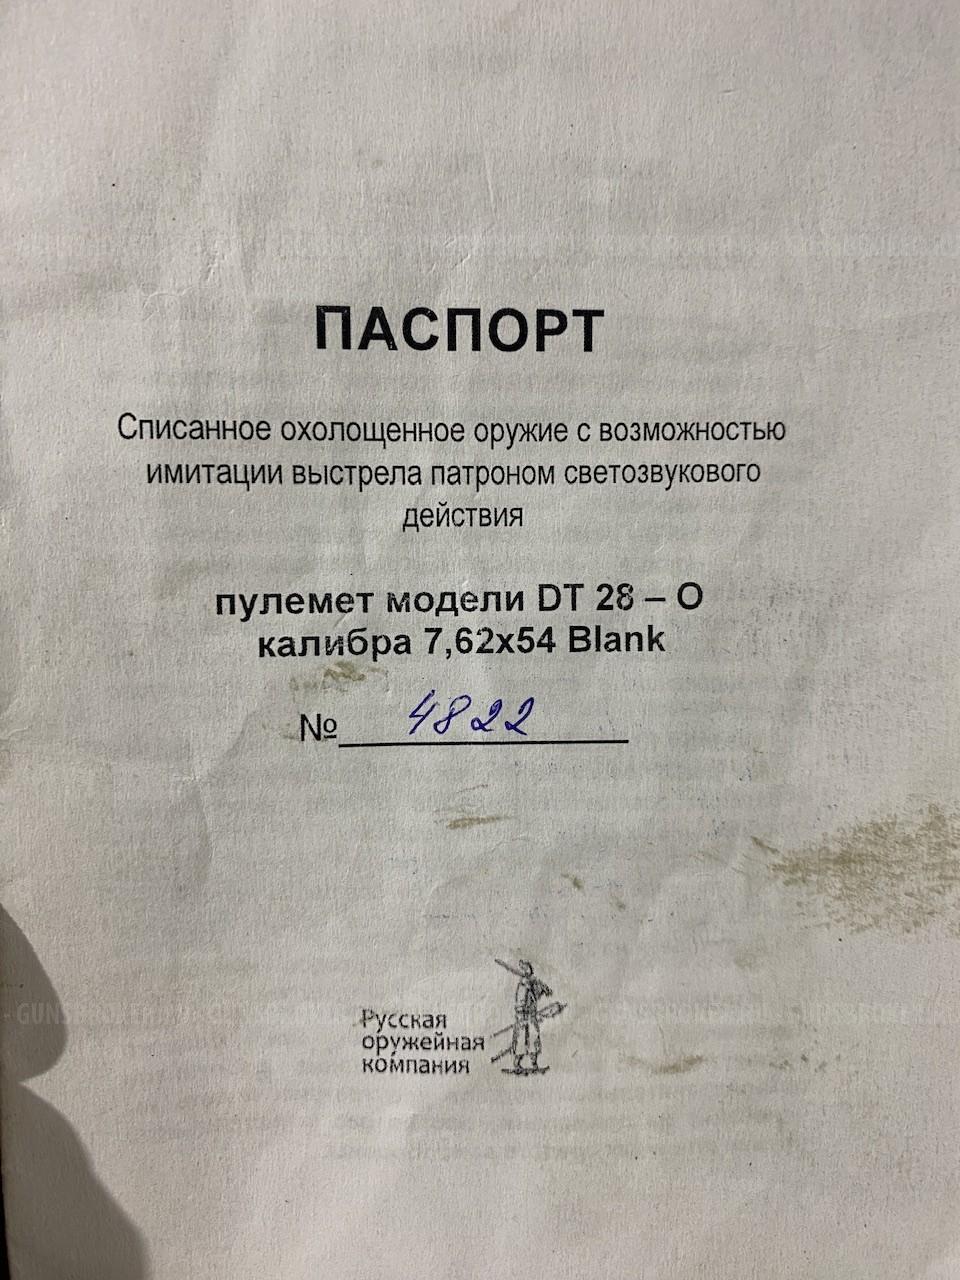 ПАСПОРТ
Списанное охолощенное оружие с возможностью
имитации выстрела патроном светозвукового
действия
пулемет модели DT 28 – О
калибра 7,62х54 Blank
№ 4822
Русская
оружейная
компания